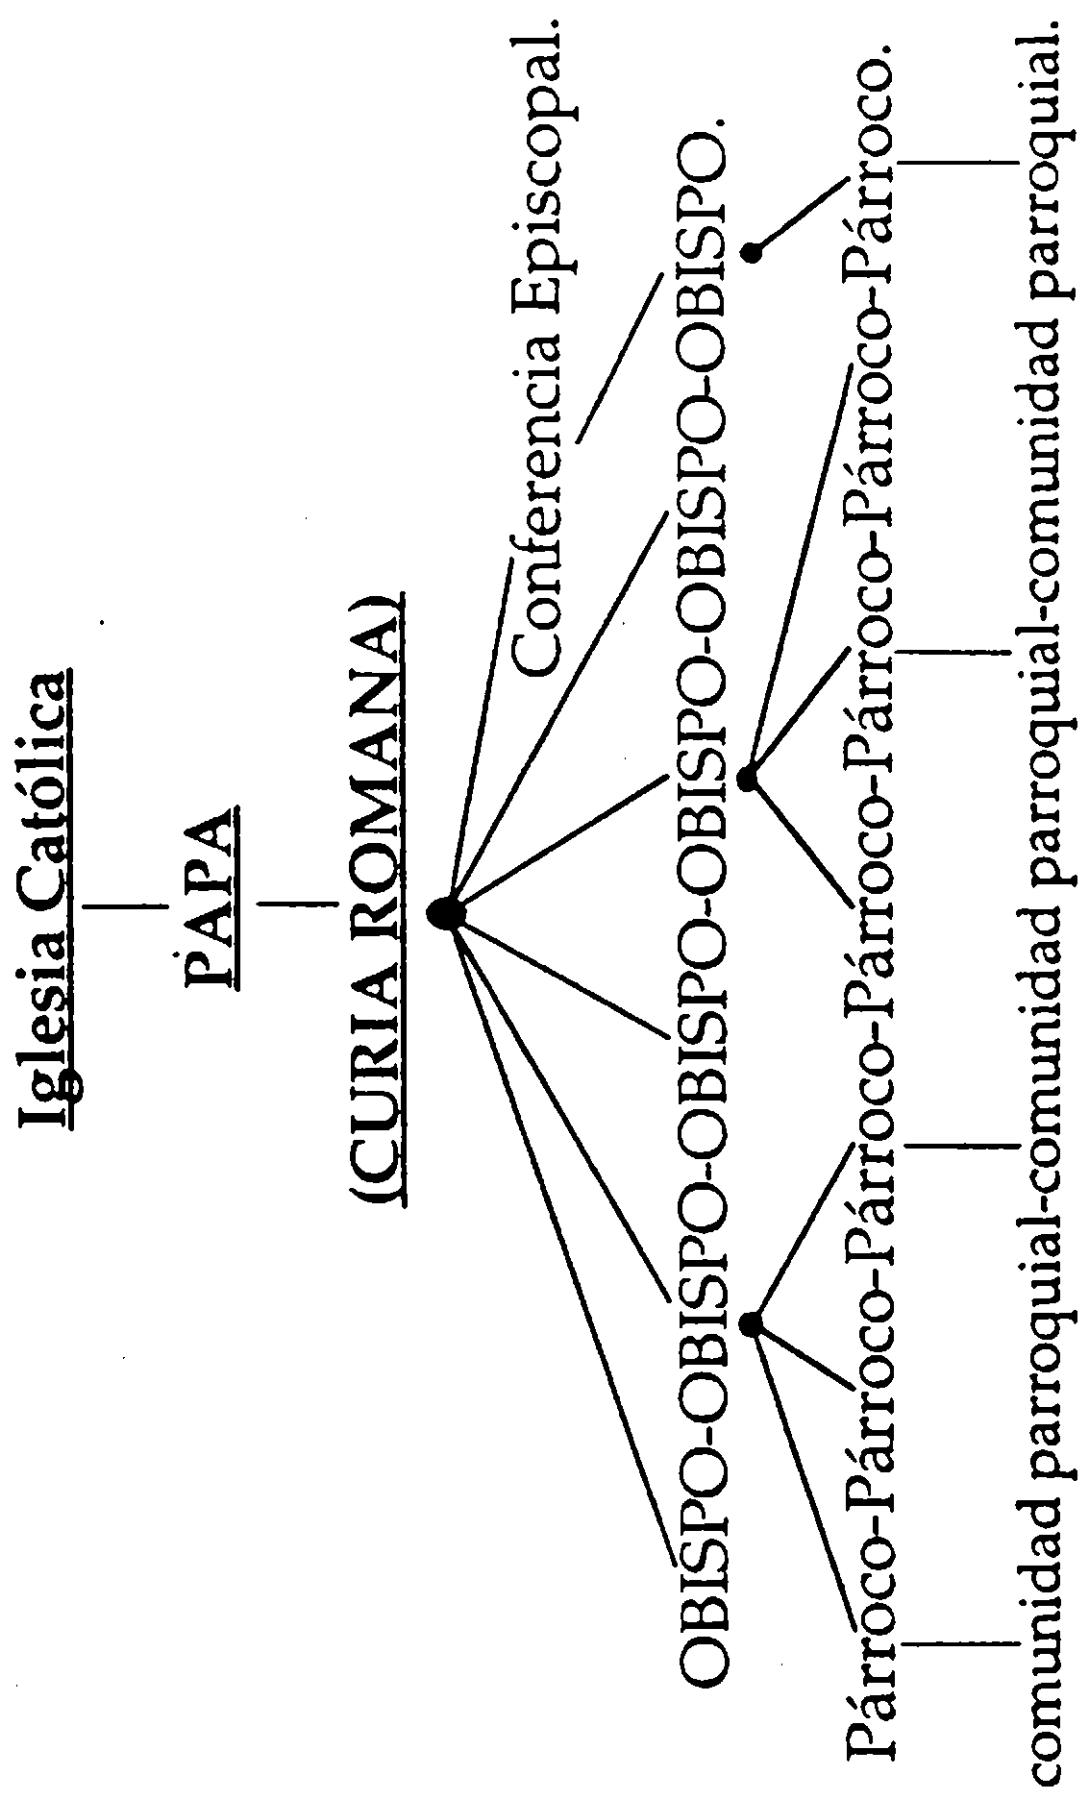 Iglesia Católica
PAPA
(CURIA ROMANA)
Conferencia Episcopal.
OBISPO-OBISPO-OBISPO-OBISPO-OBISPO-OBISPO.
Párroco-Párroco-Párroco-Párroco-Párroco-Párroco-Párroco.
comunidad parroquial-comunidad parroquial-comunidad parroquial.